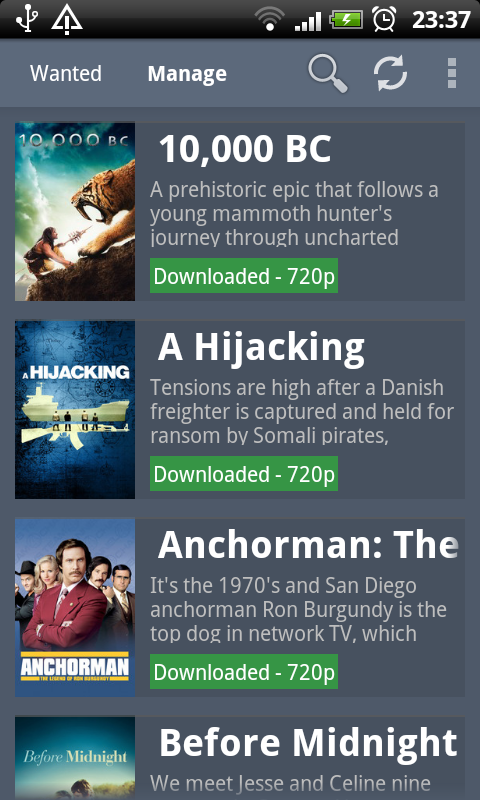 23:37
Wanted
Manage
10,000 BC
10,000 BC
A prehistoric epic that follows a
young mammoth hunter's
journey through uncharted
Downloaded - 720p
A HIJACKING
A Hijacking
Tensions are high after a Danish
freighter is captured and held for
ransom by Somali pirates,
Downloaded - 720p
ANCHORMAN
THE LEGEND OF RON BURGUNDY
Anchorman: The
It's the 1970's and San Diego
anchorman Ron Burgundy is the
top dog in network TV, which
Downloaded - 720p
Before Midnight
Before Midnight
We meet Jesse and Celine nine